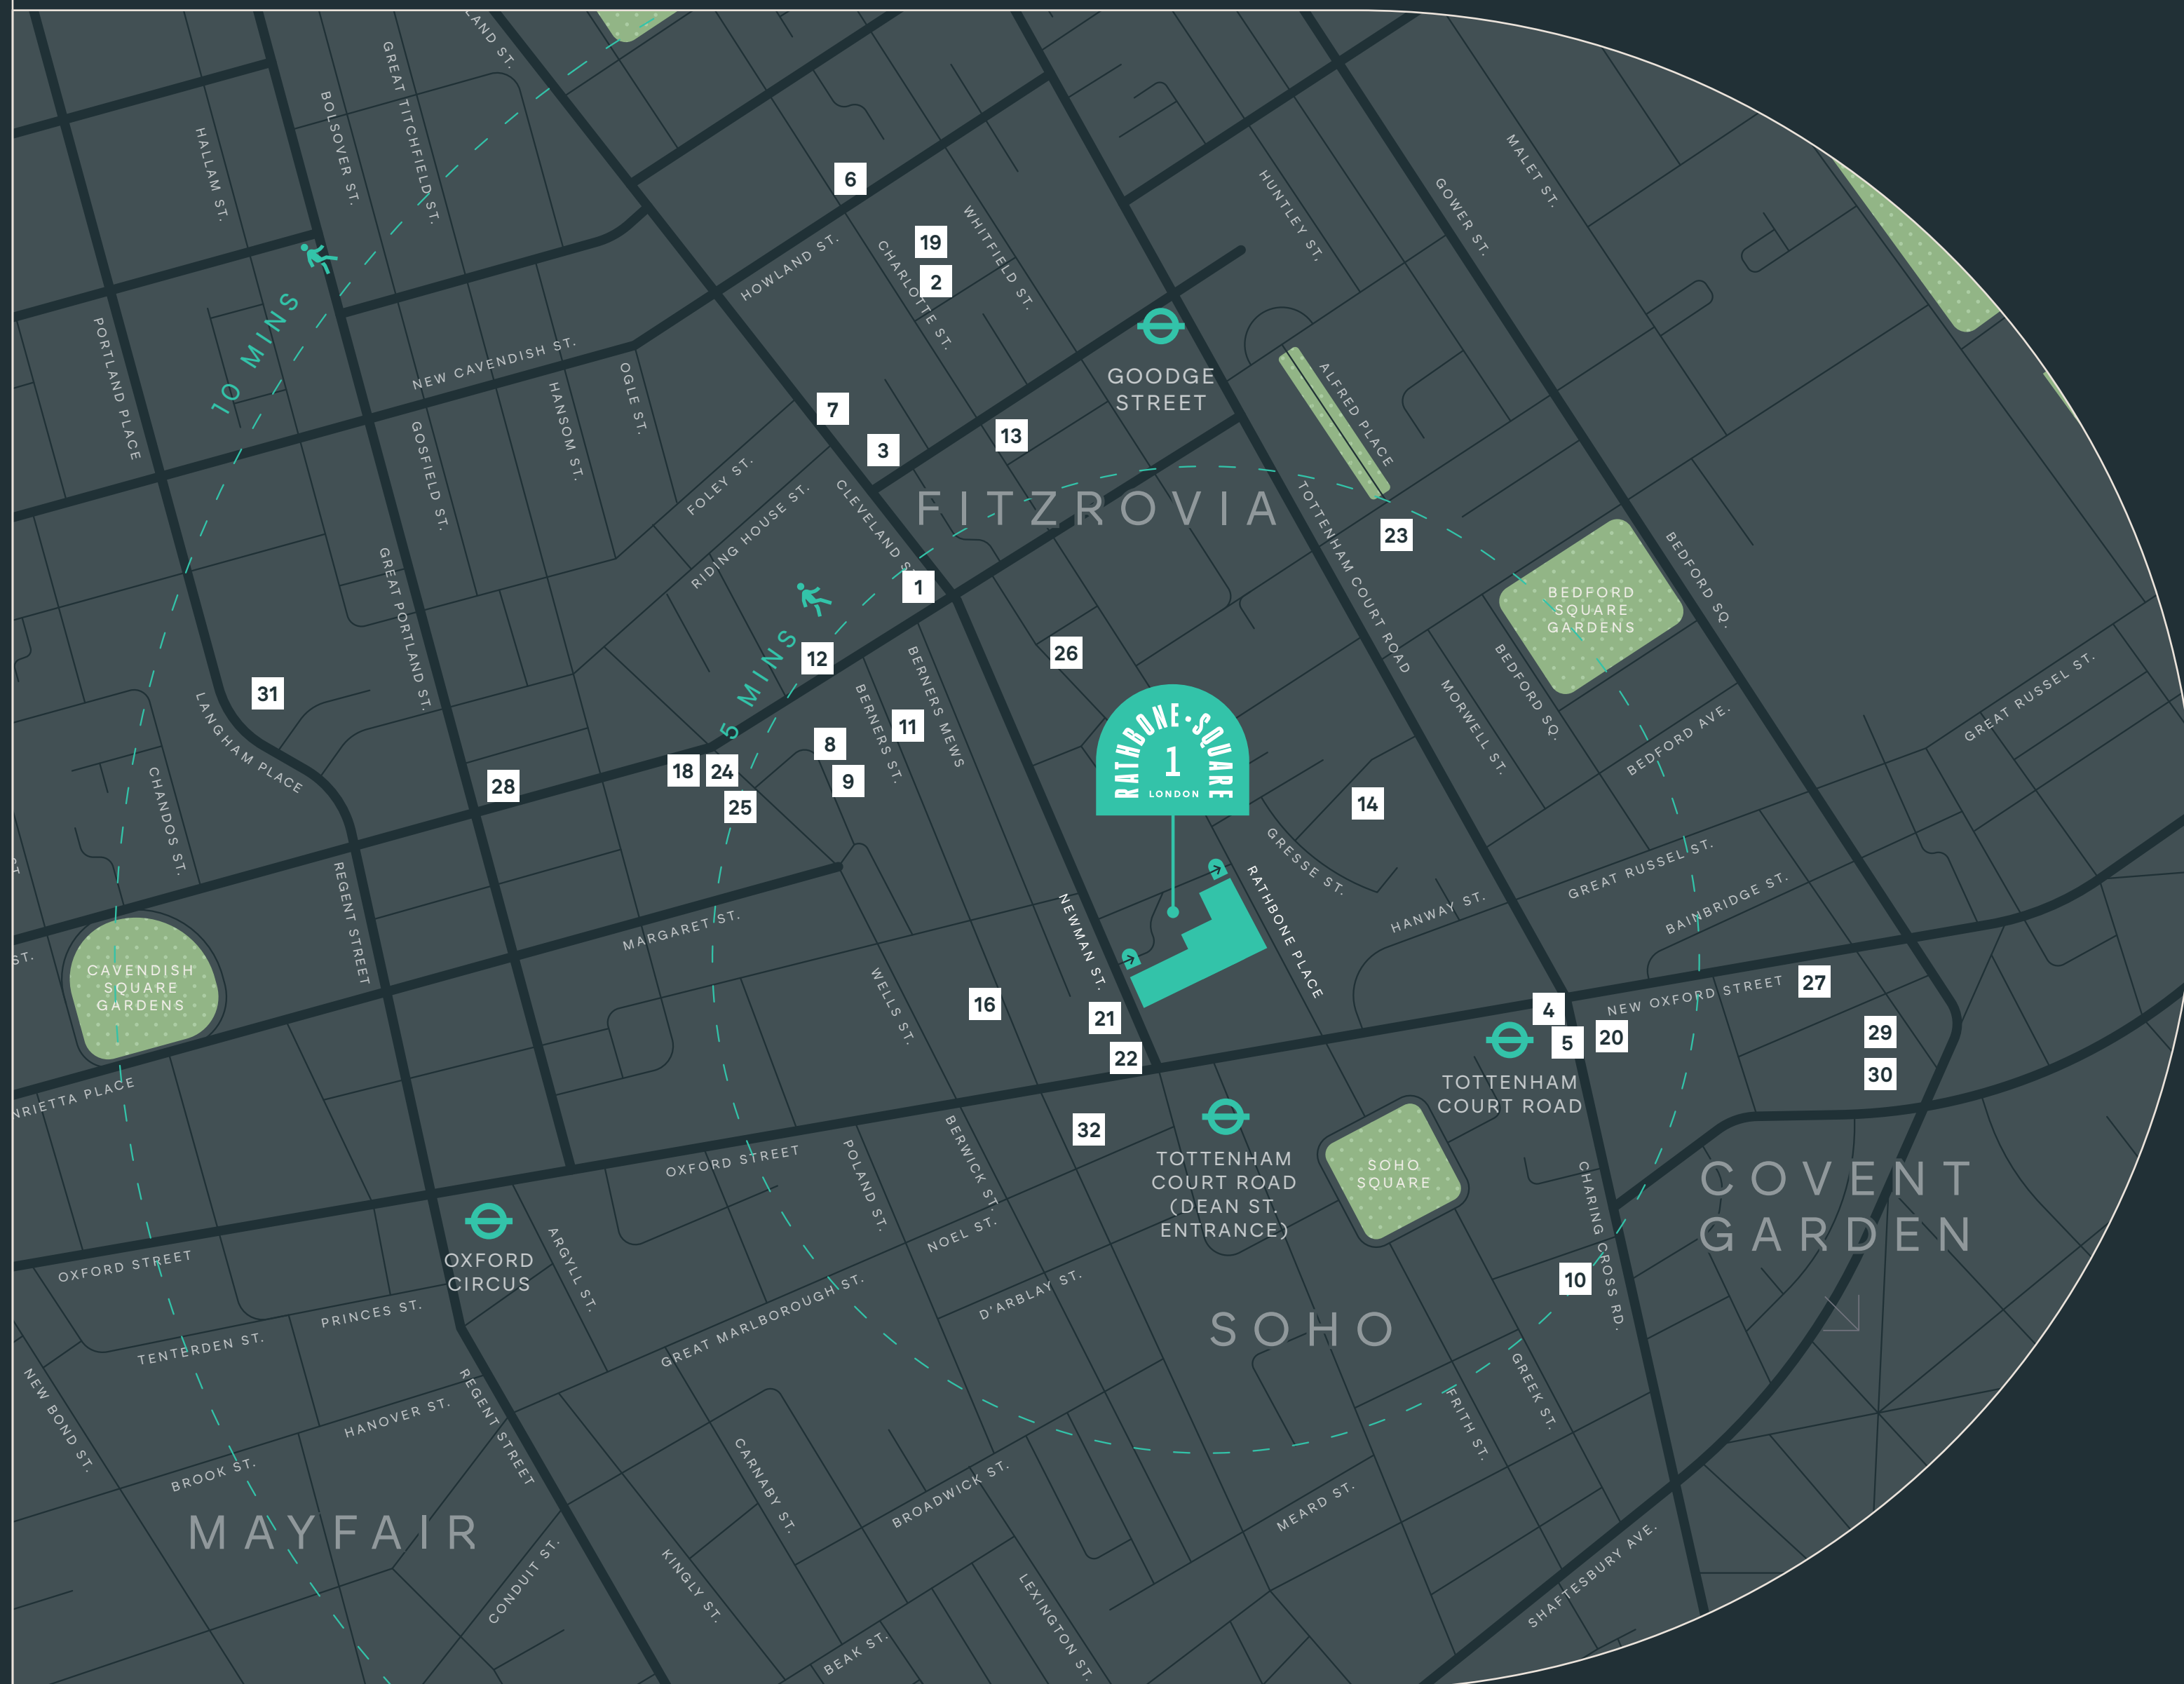 LAND ST.
GREAT TITCHFIELD ST.
BOLSOVER ST.
HALLAM ST.
MALET ST.
GOWER ST.
HUNTLEY ST.
6
WHITFIELD ST.
HOWLAND ST.
CHARLOTTE ST.
19
2
10 MINS
PORTLAND PLACE
NEW CAVENDISH ST.
HANSOM ST.
OGLE ST.
GOODGE
STREET
ALFRED PLACE
7
3
13
GOSFIELD ST.
FOLEY ST.
RIDING HOUSE ST.
CLEVELAND ST.
FITZROVIA
TOTTENHAM COURT ROAD
23
BEDFORD SQ.
BEDFORD
SQUARE
GARDENS
GREAT PORTLAND ST.
1
5 MINS
12
26
BERNERS MEWS
BERNERS ST.
BEDFORD SQ.
MORWELL ST.
BEDFORD AVE.
GREAT RUSSEL ST.
31
LANGHAM PLACE
11
8
9
18
24
25
28
RATHBONE SQUARE
1
LONDON
14
CHANDOS ST.
GRESSE ST.
GREAT RUSSEL ST.
HANWAY ST.
BAINBRIDGE ST.
REGENT STREET
MARGARET ST.
NEWMAN ST.
RATHBONE PLACE
ST.
CAVENDISH
SQUARE
GARDENS
WELLS ST.
16
21
22
NEW OXFORD STREET
27
4
5
20
29
30
TOTTENHAM
COURT ROAD
NRIETTA PLACE
32
BERWICK ST.
POLAND ST.
OXFORD STREET
TOTTENHAM
COURT ROAD
(DEAN ST.
ENTRANCE)
SOHO
SQUARE
CHARING CROSS RD.
COVENT
GARDEN
OXFORD STREET
OXFORD
CIRCUS
ARGYLL ST.
NOEL ST.
D'ARBLAY ST.
10
GREAT MARLBOROUGH ST.
PRINCES ST.
TENTERDEN ST.
SOHO
NEW BOND ST.
REGENT STREET
HANOVER ST.
GREEK ST.
FRITH ST.
BROOK ST.
CARNABY ST.
BROADWICK ST.
MEARD ST.
MAYFAIR
CONDUIT ST.
KINGLY ST.
LEXINGTON ST.
SHAFTESBURY AVE.
BEAK ST.